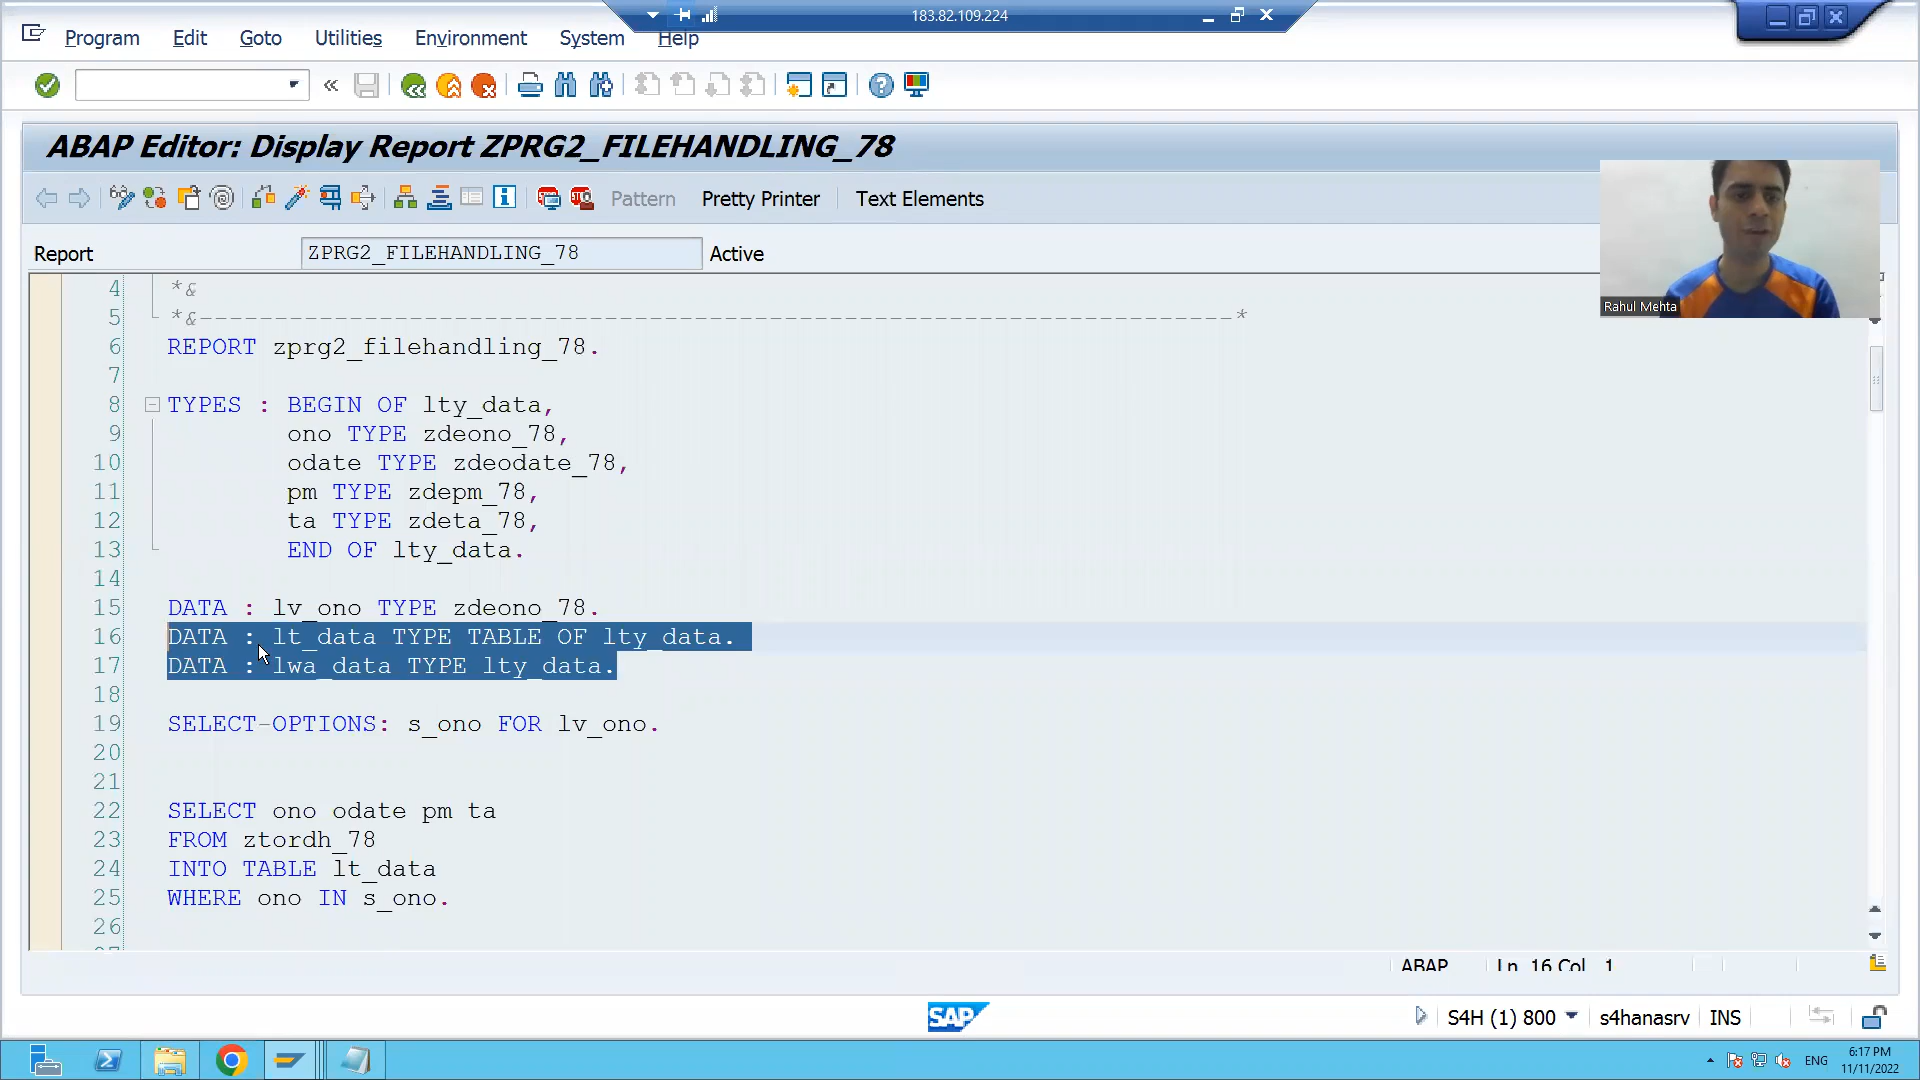 183.82.109.224
Program Edit Goto Utilities Environment System Help
ABAP Editor: Display Report ZPRG2_FILEHANDLING_78
Pattern Pretty Printer Text Elements
Report ZPRG2_FILEHANDLING_78 Active
Rahul Mehta
4 *&
5 *&---------------------------------------------------------------------*
6 REPORT zprg2_filehandling_78.
7
8 TYPES : BEGIN OF lty_data,
9 ono TYPE zdeono_78,
10 odate TYPE zdeodate_78,
11 pm TYPE zdepm_78,
12 ta TYPE zdeta_78,
13 END OF lty_data.
14
15 DATA : lv_ono TYPE zdeono_78.
16 DATA : lt_data TYPE TABLE OF lty_data.
17 DATA : lwa_data TYPE lty_data.
18
19 SELECT-OPTIONS: s_ono FOR lv_ono.
20
21
22 SELECT ono odate pm ta
23 FROM ztordh_78
24 INTO TABLE lt_data
25 WHERE ono IN s_ono.
26
ABAP Ln 16 Col 1
SAP S4H (1) 800 s4hanasrv INS
ENG 6:17 PM
11/11/2022